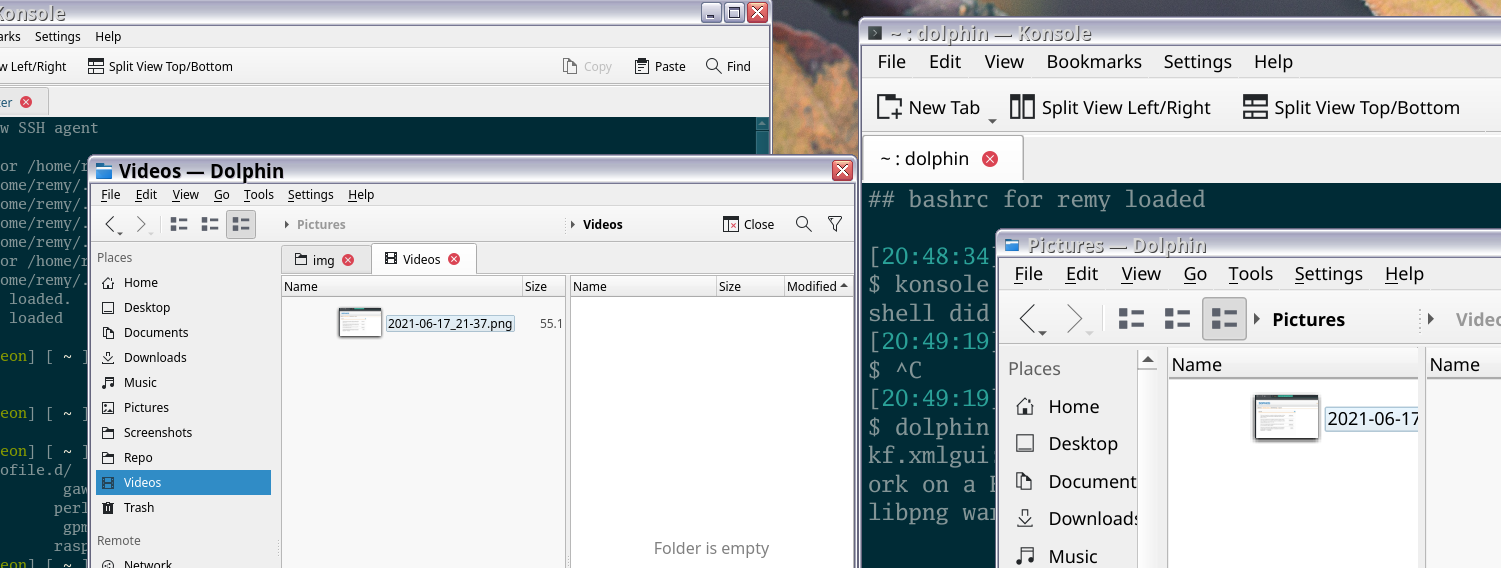 Konsole
Settings Help
Left/Right Split View Top/Bottom Copy Paste Find
w SSH agent
or /home/r
ome/remy/.
ome/remy/.
ome/remy/.
ome/remy/.
or /home/r
ome/remy/.
loaded.
loaded
eon] [ ~ ]
eon] [ ~ ]
eon] [ ~ ]
ofile.d/
gaw
perl
gpm
rasp
eon] [ ~ ]
Videos — Dolphin
File Edit View Go Tools Settings Help
Pictures Videos Close
Places
Home
Desktop
Documents
Downloads
Music
Pictures
Screenshots
Repo
Videos
Trash
Remote
Network
img Videos
Name Size Name Size Modified
2021-06-17_21-37.png 55.1
Folder is empty
~ : dolphin — Konsole
File Edit View Bookmarks Settings Help
New Tab Split View Left/Right Split View Top/Bottom
~ : dolphin
## bashrc for remy loaded
[20:48:34]
$ konsole
shell did
[20:49:19]
$ ^C
[20:49:19]
$ dolphin
kf.xmlgui
ork on a
libpng war
Pictures — Dolphin
File Edit View Go Tools Settings Help
Pictures Video
Places
Home
Desktop
Document
Downloads
Music
Name Name
2021-06-17